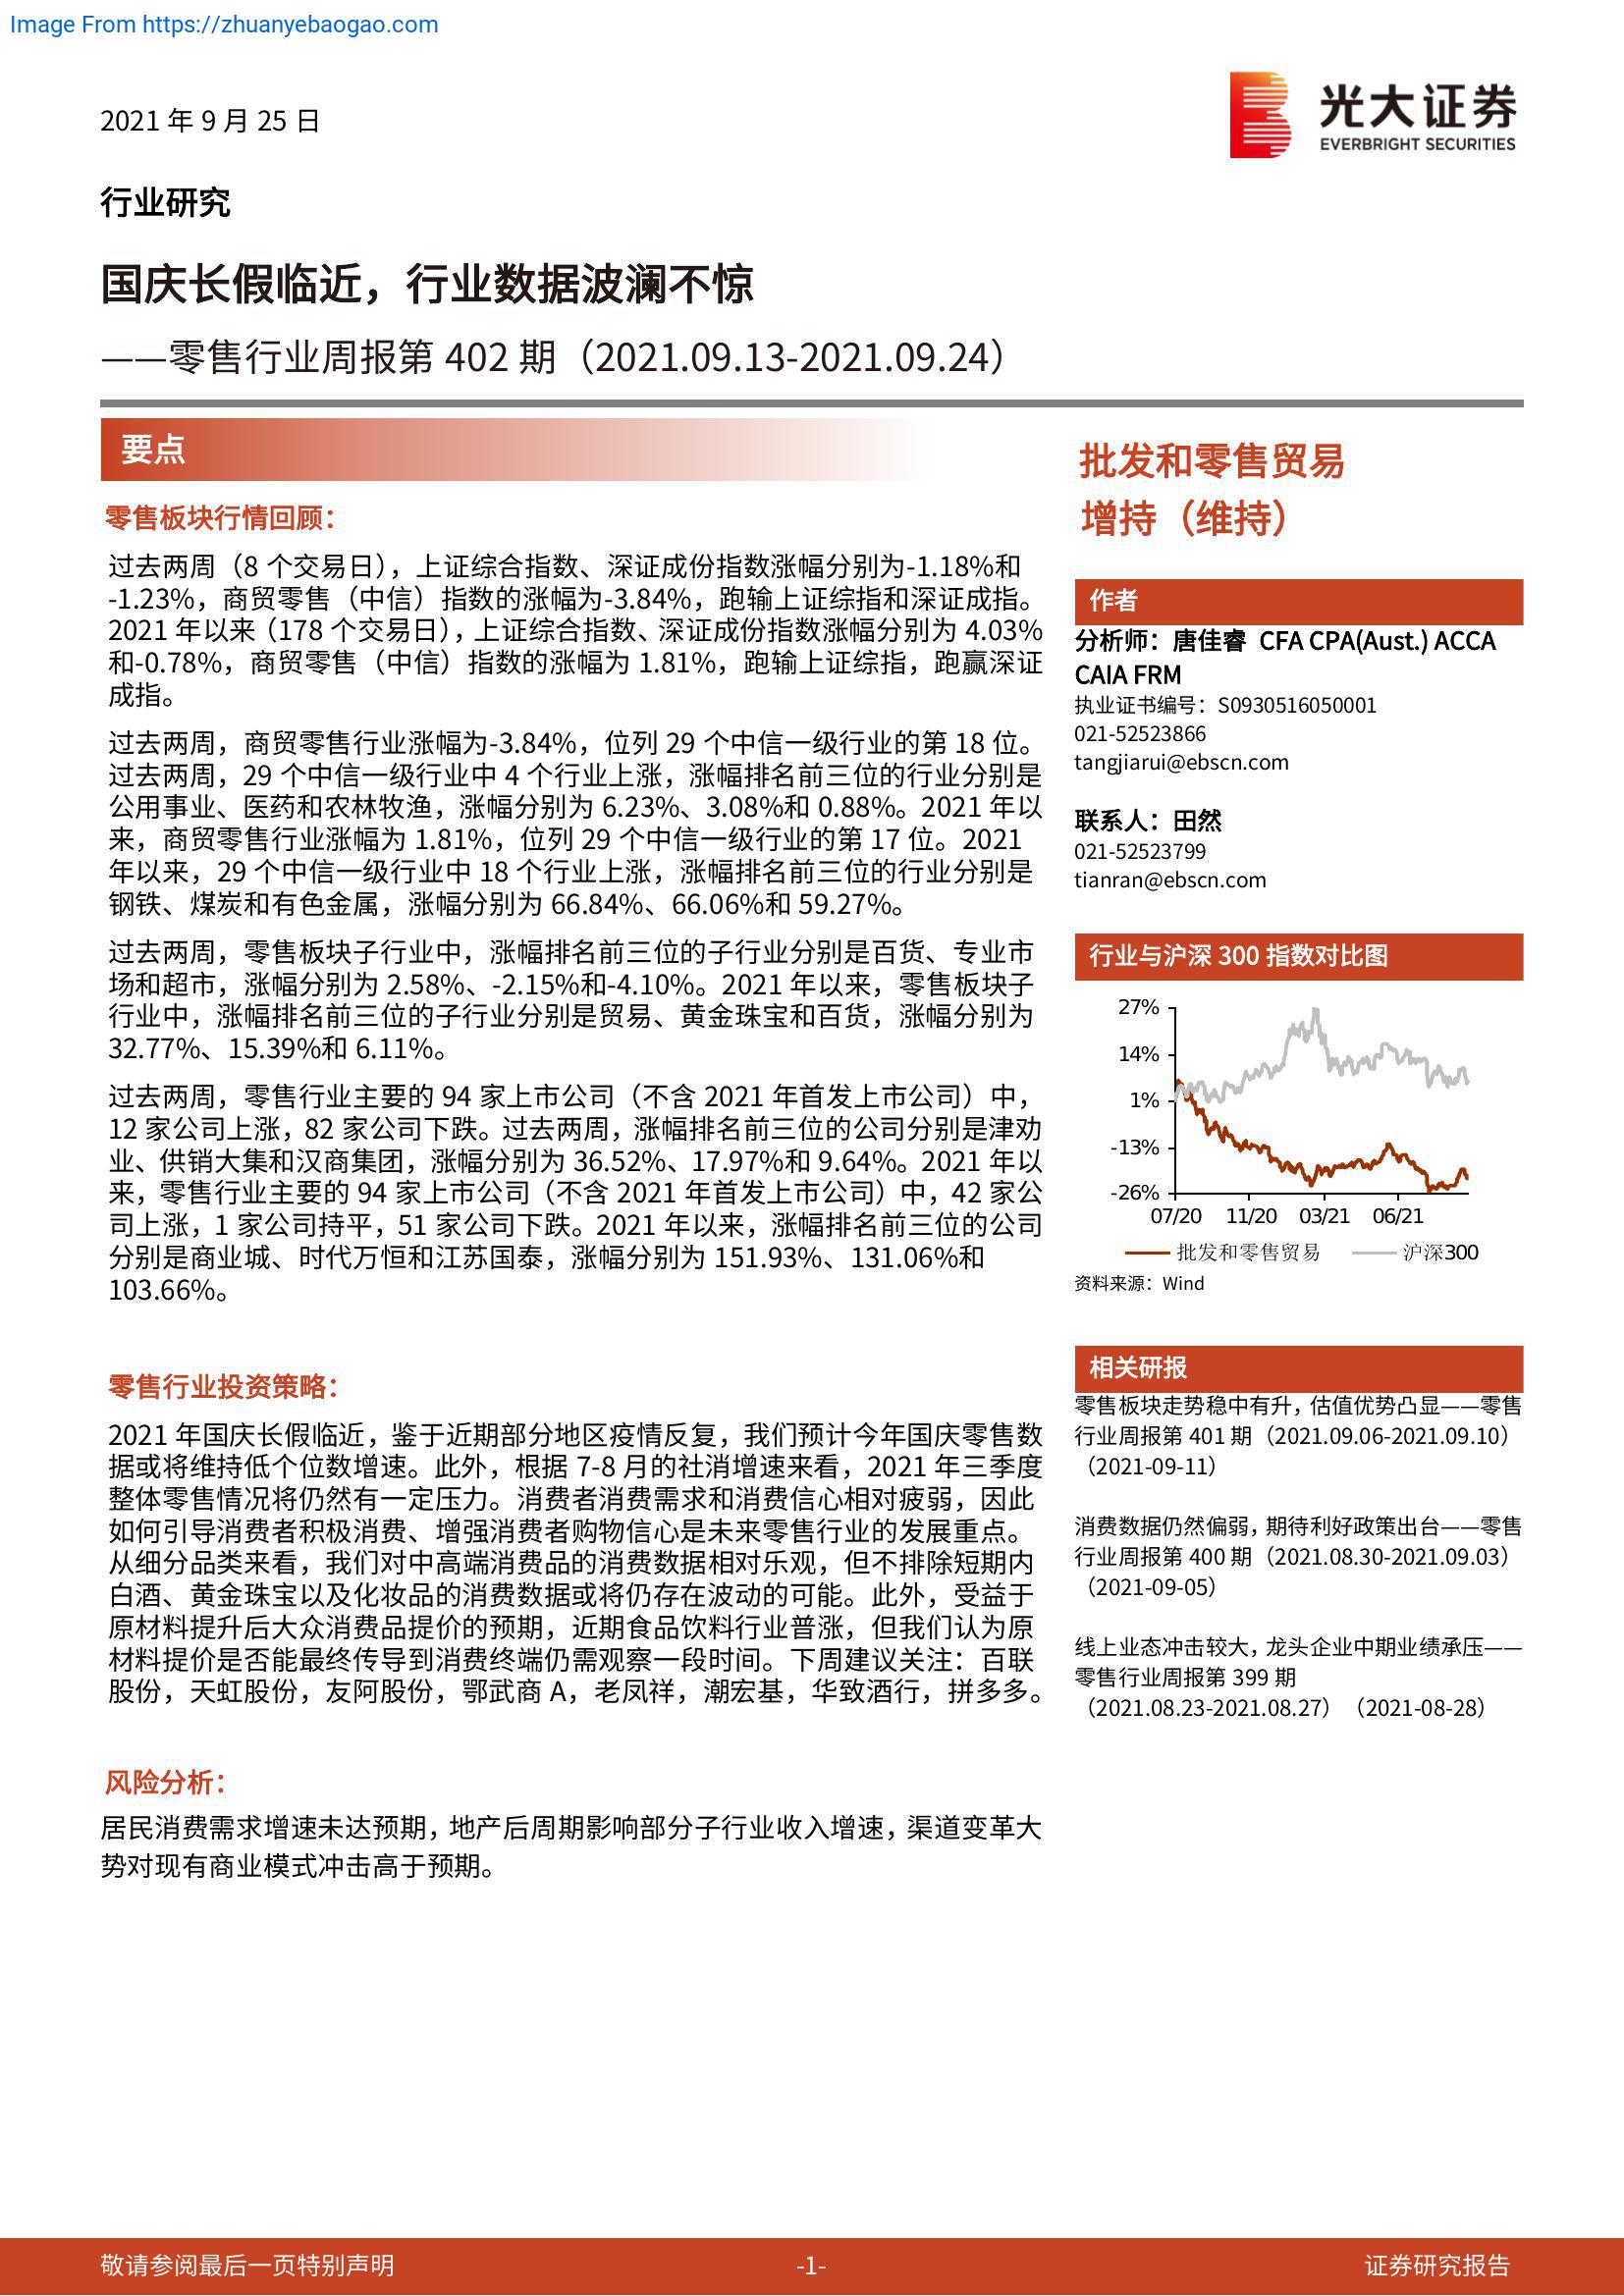 Image From https://zhuanyebaogao.com
2021 年 9 月 25 日
光大证券
EVERBRIGHT SECURITIES
行业研究
国庆长假临近，行业数据波澜不惊
——零售行业周报第 402 期（2021.09.13-2021.09.24）
要点
零售板块行情回顾：
过去两周（8 个交易日），上证综合指数、深证成份指数涨幅分别为-1.18%和
-1.23%，商贸零售（中信）指数的涨幅为-3.84%，跑输上证综指和深证成指。
2021 年以来（178 个交易日），上证综合指数、深证成份指数涨幅分别为 4.03%
和-0.78%，商贸零售（中信）指数的涨幅为 1.81%，跑输上证综指，跑赢深证
成指。
过去两周，商贸零售行业涨幅为-3.84%，位列 29 个中信一级行业的第 18 位。
过去两周，29 个中信一级行业中 4 个行业上涨，涨幅排名前三位的行业分别是
公用事业、医药和农林牧渔，涨幅分别为 6.23%、3.08%和 0.88%。2021 年以
来，商贸零售行业涨幅为 1.81%，位列 29 个中信一级行业的第 17 位。2021
年以来，29 个中信一级行业中 18 个行业上涨，涨幅排名前三位的行业分别是
钢铁、煤炭和有色金属，涨幅分别为 66.84%、66.06%和 59.27%。
过去两周，零售板块子行业中，涨幅排名前三位的子行业分别是百货、专业市
场和超市，涨幅分别为 2.58%、-2.15%和-4.10%。2021 年以来，零售板块子
行业中，涨幅排名前三位的子行业分别是贸易、黄金珠宝和百货，涨幅分别为
32.77%、15.39%和 6.11%。
过去两周，零售行业主要的 94 家上市公司（不含 2021 年首发上市公司）中，
12 家公司上涨，82 家公司下跌。过去两周，涨幅排名前三位的公司分别是津劝
业、供销大集和汉商集团，涨幅分别为 36.52%、17.97%和 9.64%。2021 年以
来，零售行业主要的 94 家上市公司（不含 2021 年首发上市公司）中，42 家公
司上涨，1 家公司持平，51 家公司下跌。2021 年以来，涨幅排名前三位的公司
分别是商业城、时代万恒和江苏国泰，涨幅分别为 151.93%、131.06%和
103.66%。
零售行业投资策略：
2021 年国庆长假临近，鉴于近期部分地区疫情反复，我们预计今年国庆零售数
据或将维持低个位数增速。此外，根据 7-8 月的社消增速来看，2021 年三季度
整体零售情况将仍然有一定压力。消费者消费需求和消费信心相对疲弱，因此
如何引导消费者积极消费、增强消费者购物信心是未来零售行业的发展重点。
从细分品类来看，我们对中高端消费品的消费数据相对乐观，但不排除短期内
白酒、黄金珠宝以及化妆品的消费数据或将仍存在波动的可能。此外，受益于
原材料提升后大众消费品提价的预期，近期食品饮料行业普涨，但我们认为原
材料提价是否能最终传导到消费终端仍需观察一段时间。下周建议关注：百联
股份，天虹股份，友阿股份，鄂武商 A，老凤祥，潮宏基，华致酒行，拼多多。
风险分析：
居民消费需求增速未达预期，地产后周期影响部分子行业收入增速，渠道变革大
势对现有商业模式冲击高于预期。
批发和零售贸易
增持（维持）
作者
分析师：唐佳睿 CFA CPA(Aust.) ACCA
CAIA FRM
执业证书编号：S0930516050001
021-52523866
tangjiarui@ebscn.com
联系人：田然
021-52523799
tianran@ebscn.com
行业与沪深 300 指数对比图
27%
14%
1%
-13%
-26%
07/20 11/20 03/21 06/21
批发和零售贸易 沪深300
资料来源：Wind
相关研报
零售板块走势稳中有升，估值优势凸显——零售
行业周报第 401 期（2021.09.06-2021.09.10）
（2021-09-11）
消费数据仍然偏弱，期待利好政策出台——零售
行业周报第 400 期（2021.08.30-2021.09.03）
（2021-09-05）
线上业态冲击较大，龙头企业中期业绩承压——
零售行业周报第 399 期
（2021.08.23-2021.08.27）（2021-08-28）
敬请参阅最后一页特别声明
-1-
证券研究报告